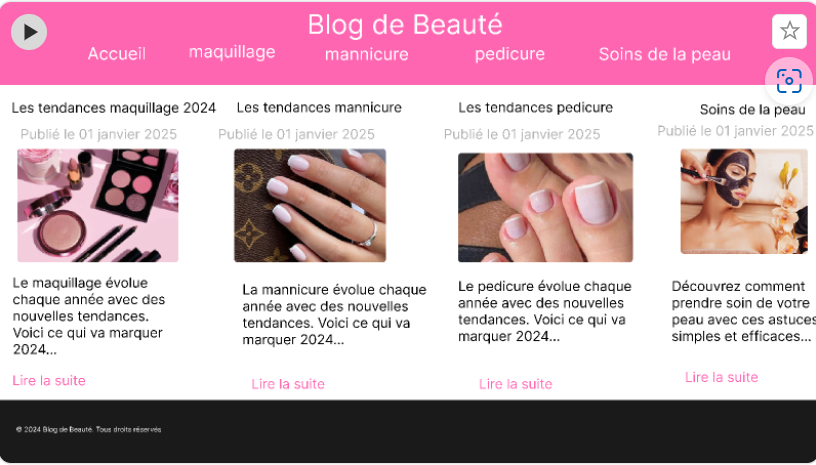 Blog de Beauté
Accueil maquillage mannicure pedicure Soins de la peau
Les tendances maquillage 2024
Publié le 01 janvier 2025
Le maquillage évolue
chaque année avec des
nouvelles tendances.
Voici ce qui va marquer
2024...
Lire la suite
Les tendances mannicure
Publié le 01 janvier 2025
La mannicure évolue chaque
année avec des nouvelles
tendances. Voici ce qui va
marquer 2024...
Lire la suite
Les tendances pedicure
Publié le 01 janvier 2025
Le pedicure évolue chaque
année avec des nouvelles
tendances. Voici ce qui va
marquer 2024...
Lire la suite
Soins de la peau
Publié le 01 janvier 2025
Découvrez comment
prendre soin de votre
peau avec ces astuces
simples et efficaces...
Lire la suite
© 2024 Blog de Beauté. Tous droits réservés